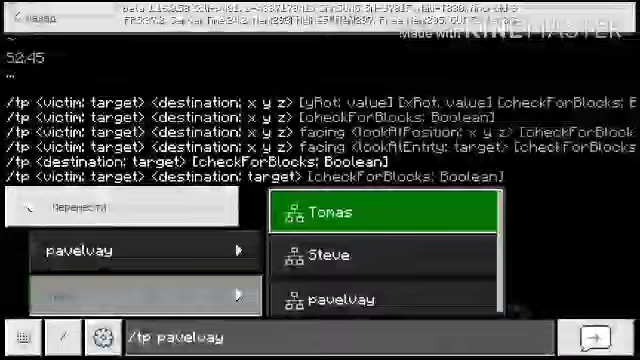 < назад
Made with KINEMASTER
52.45
...
/tp <victim: target> <destination: x y z> [yRot: value] [xRot: value] [checkForBlocks: B
/tp <victim: target> <destination: x y z> [checkForBlocks: Boolean]
/tp <victim: target> <destination: x y z> facing <lookAtPosition: x y z> [checkForBlock
/tp <victim: target> <destination: x y z> facing <lookAtEntity: target> [checkForBlocks
/tp <destination: target> [checkForBlocks: Boolean]
/tp <victim: target> <destination: target> [checkForBlocks: Boolean]
Перенести
Tomas
pavelvay
Steve
pavelvay
/
/tp pavelvay